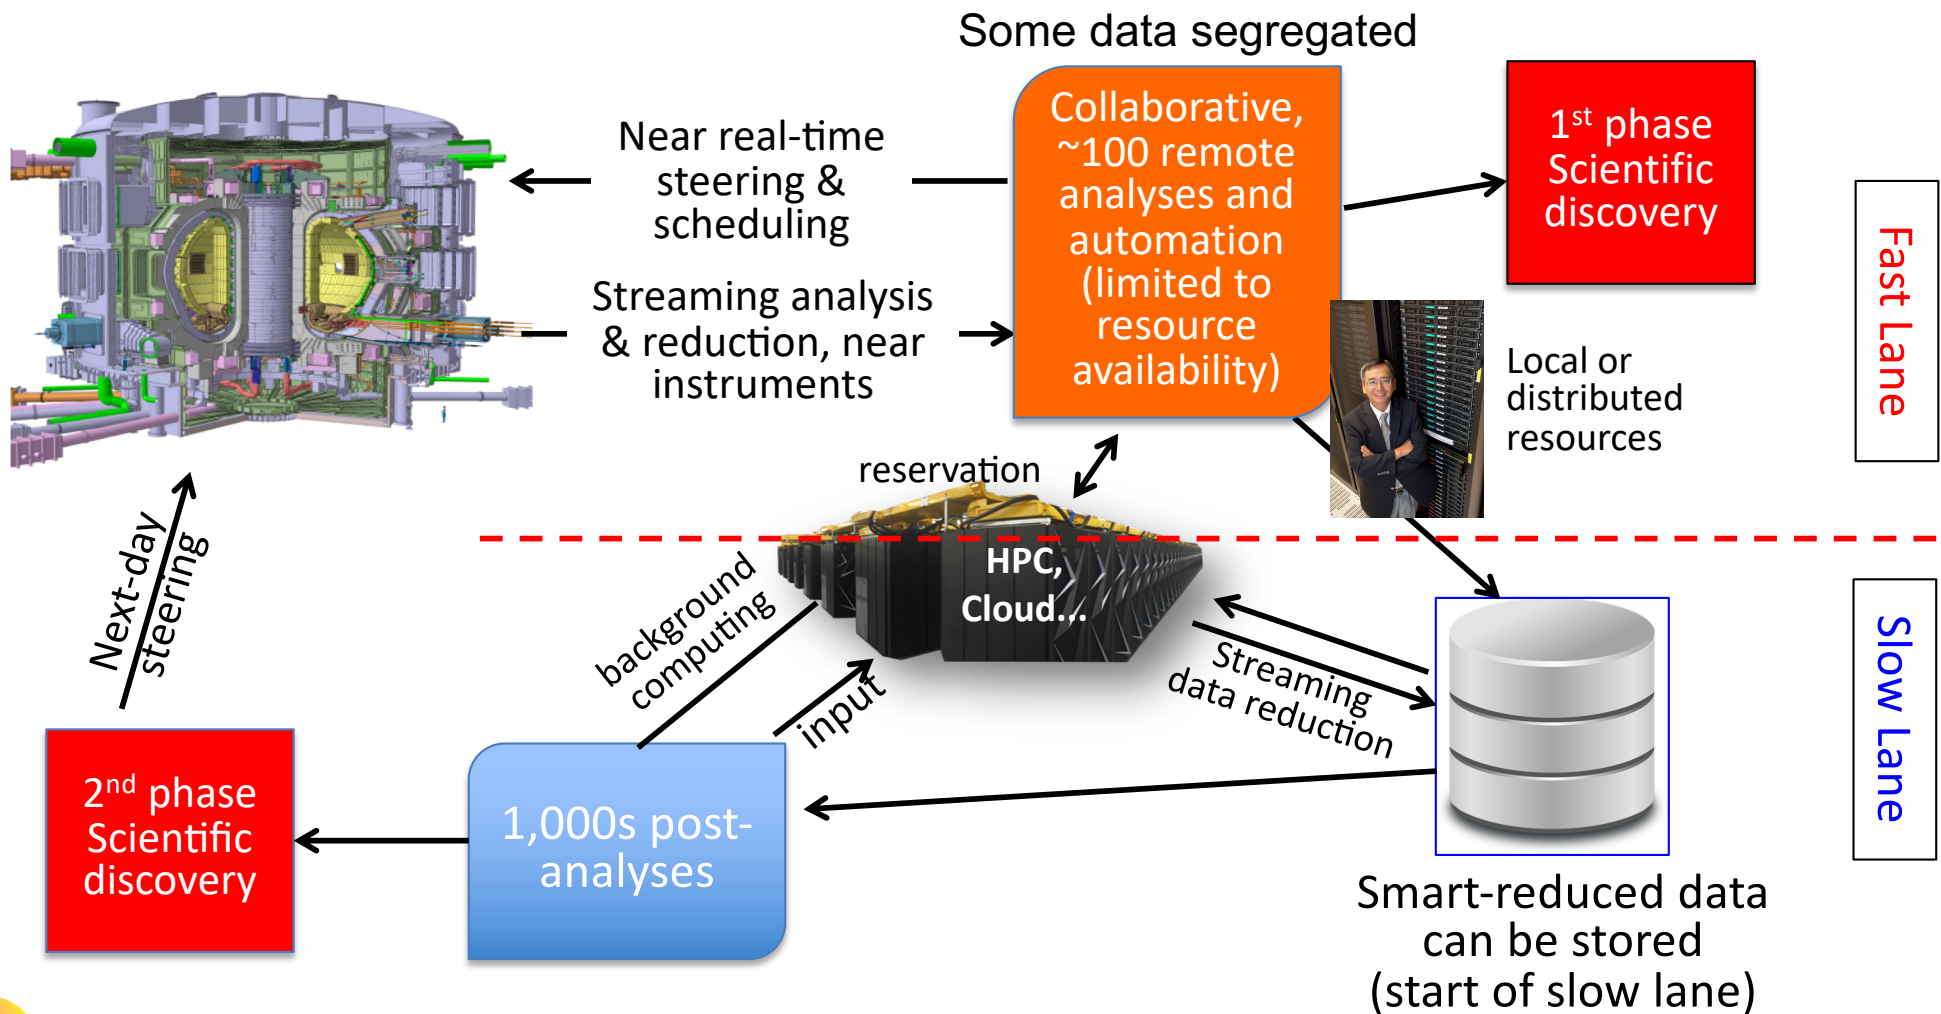 Some data segregated
Near real-time
steering &
scheduling
Streaming analysis
& reduction, near
instruments
Collaborative,
~100 remote
analyses and
automation
(limited to
resource
availability)
1st phase
Scientific
discovery
Fast Lane
Local or
distributed
resources
reservation
HPC,
Cloud...
Next-day
steering
background
computing
input
Streaming
data reduction
Slow Lane
2nd phase
Scientific
discovery
1,000s post-
analyses
Smart-reduced data
can be stored
(start of slow lane)